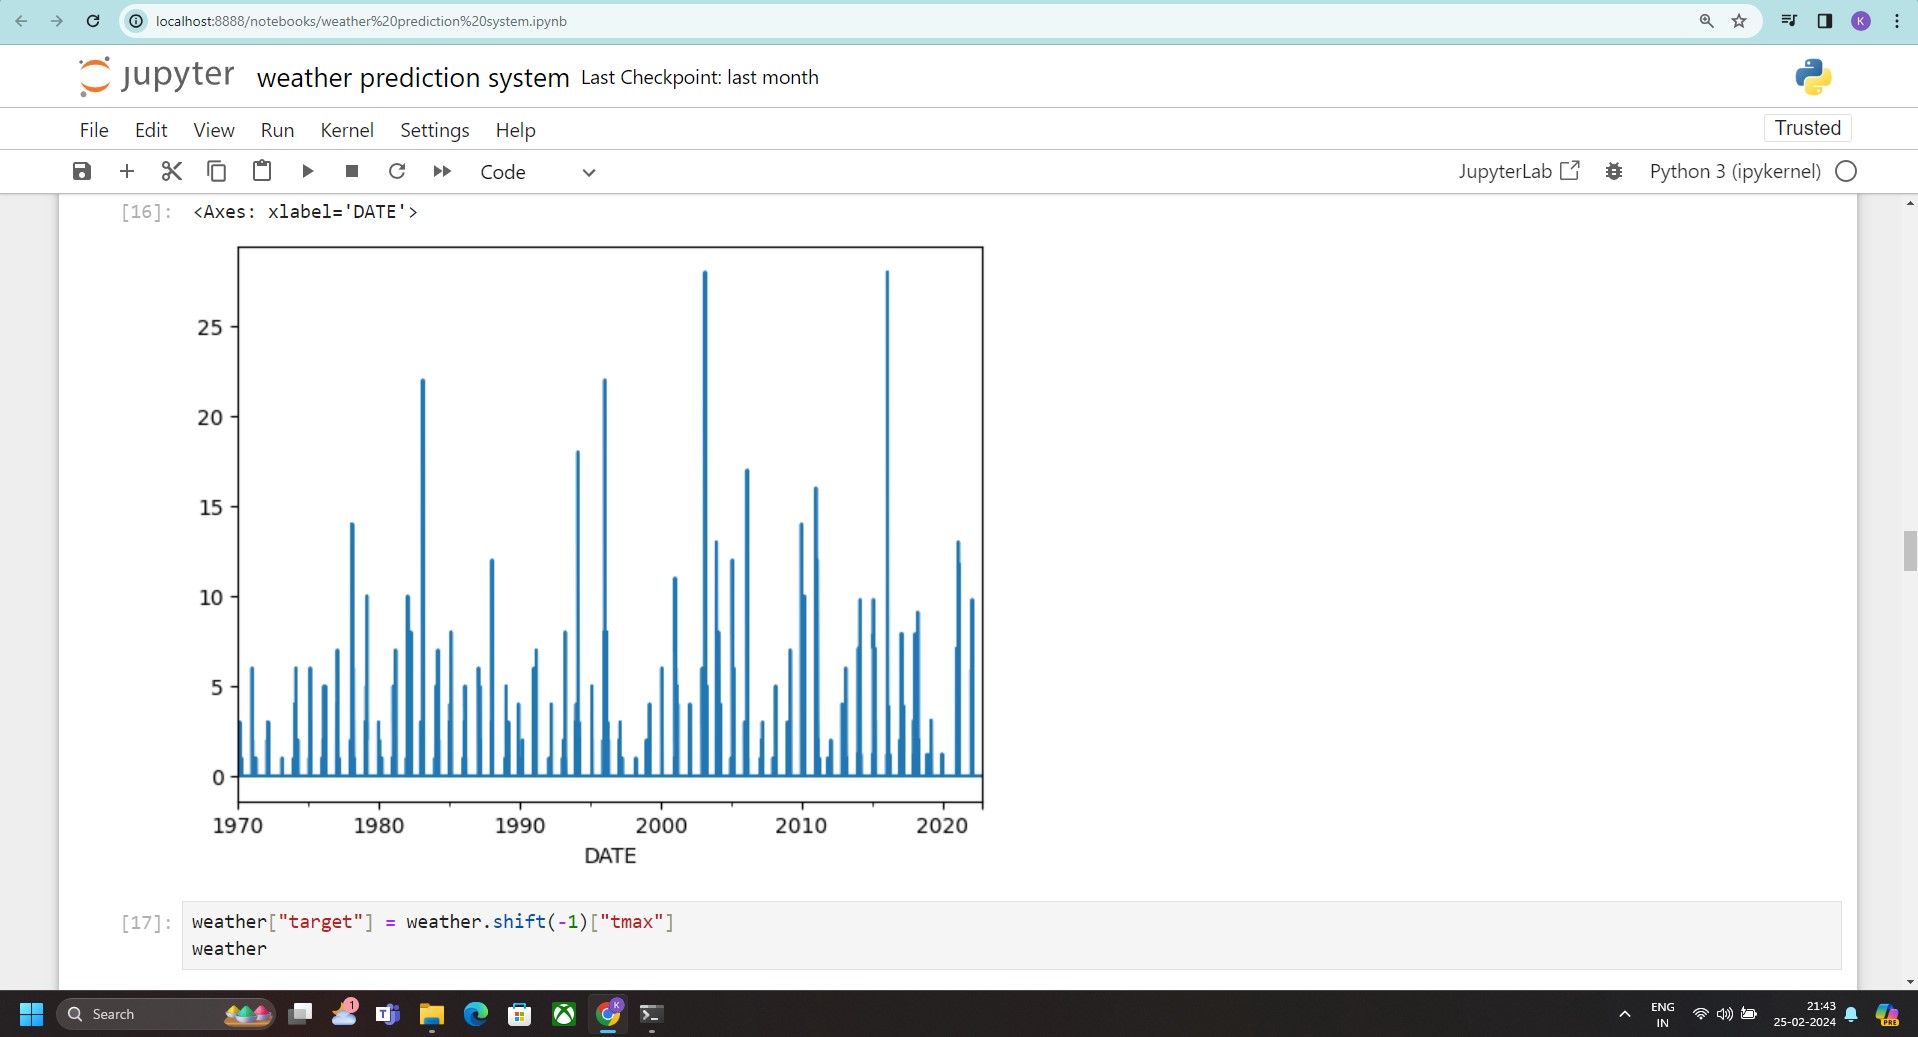 localhost:8888/notebooks/weather%20prediction%20system.ipynb
K
jupyter weather prediction system Last Checkpoint: last month
File Edit View Run Kernel Settings Help
Trusted
Code
JupyterLab Python 3 (ipykernel)
[16]: <Axes: xlabel='DATE'>
25
20
15
10
5
0
1970 1980 1990 2000 2010 2020
DATE
[17]: weather["target"] = weather.shift(-1)["tmax"]
weather
Search
1
K
ENG
IN
21:43
25-02-2024
PRE